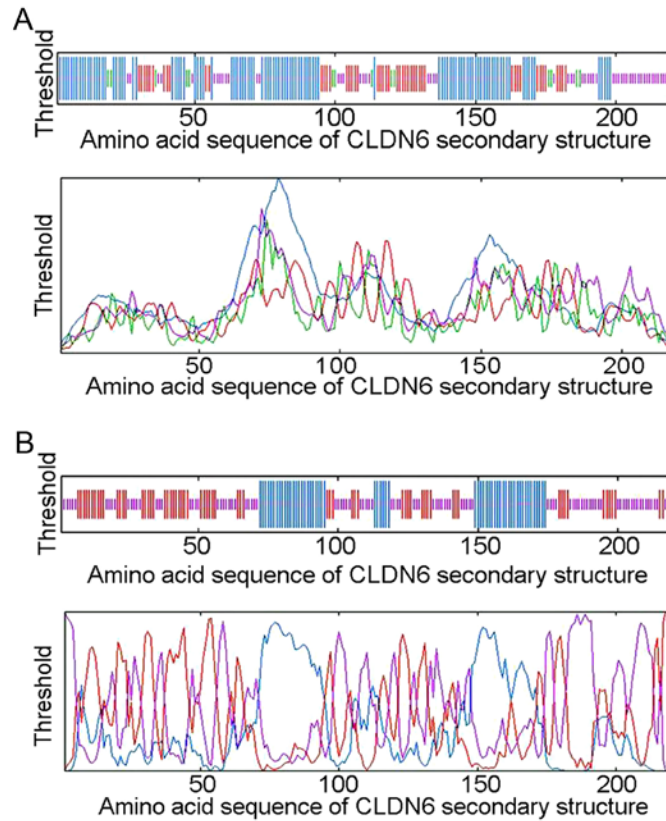 A
Threshold
50 100 150 200
Amino acid sequence of CLDN6 secondary structure
Threshold
50 100 150 200
Amino acid sequence of CLDN6 secondary structure
B
Threshold
50 100 150 200
Amino acid sequence of CLDN6 secondary structure
Threshold
50 100 150 200
Amino acid sequence of CLDN6 secondary structure